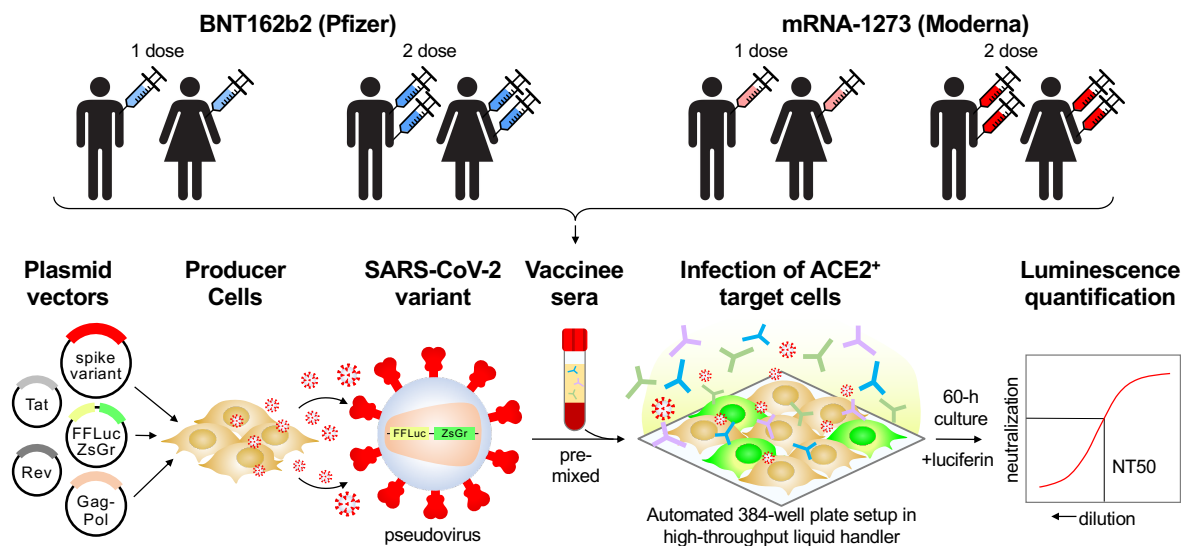 BNT162b2 (Pfizer)
mRNA-1273 (Moderna)
1 dose
2 dose
1 dose
2 dose
Plasmid
vectors
Producer
Cells
SARS-CoV-2
variant
Vaccinee
sera
Infection of ACE2⁺
target cells
Luminescence
quantification
spike
variant
Tat
FFLuc
ZsGr
Rev
Gag-
Pol
FFLuc
ZsGr
pseudovirus
pre-
mixed
Automated 384-well plate setup in
high-throughput liquid handler
60-h
culture
+luciferin
neutralization
NT50
dilution